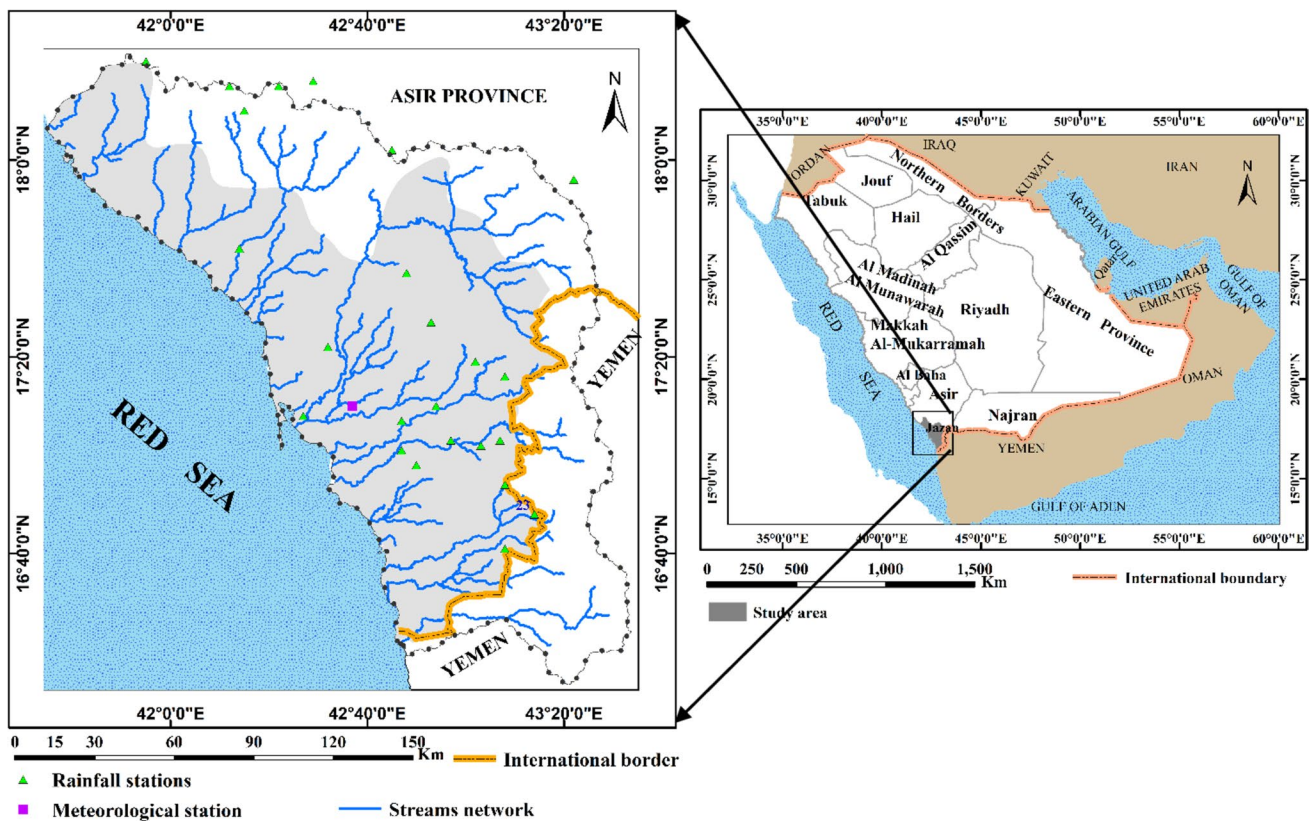 42°0'0"E
42°40'0"E
43°20'0"E
N
ASIR PROVINCE
18°0'0"N
18°0'0"N
17°20'0"N
17°20'0"N
16°40'0"N
16°40'0"N
YEMEN
RED SEA
23
YEMEN
42°0'0"E
42°40'0"E
43°20'0"E
0 15 30 60 90 120 150
Km
International border
Rainfall stations
Meteorological station
Streams network
35°0'0"E
40°0'0"E
45°0'0"E
50°0'0"E
55°0'0"E
60°0'0"E
30°0'0"N
25°0'0"N
20°0'0"N
15°0'0"N
30°0'0"N
25°0'0"N
20°0'0"N
15°0'0"N
N
ORDAN
IRAQ
KUWAIT
IRAN
Northern Borders
Jouf
Tabuk
Hail
Al Qassim
ARABIAN GULF
Qatar
UNITED ARAB
EMIRATES
GULF OF
OMAN
Al Madinah
Al Munawarah
Riyadh
Eastern Province
RED SEA
Makkah
Al-Mukarramah
Al Baha
Asir
Najran
Jazan
OMAN
YEMEN
GULF OF ADEN
35°0'0"E
40°0'0"E
45°0'0"E
50°0'0"E
55°0'0"E
60°0'0"E
0 250 500 1,000 1,500
Km
International boundary
Study area